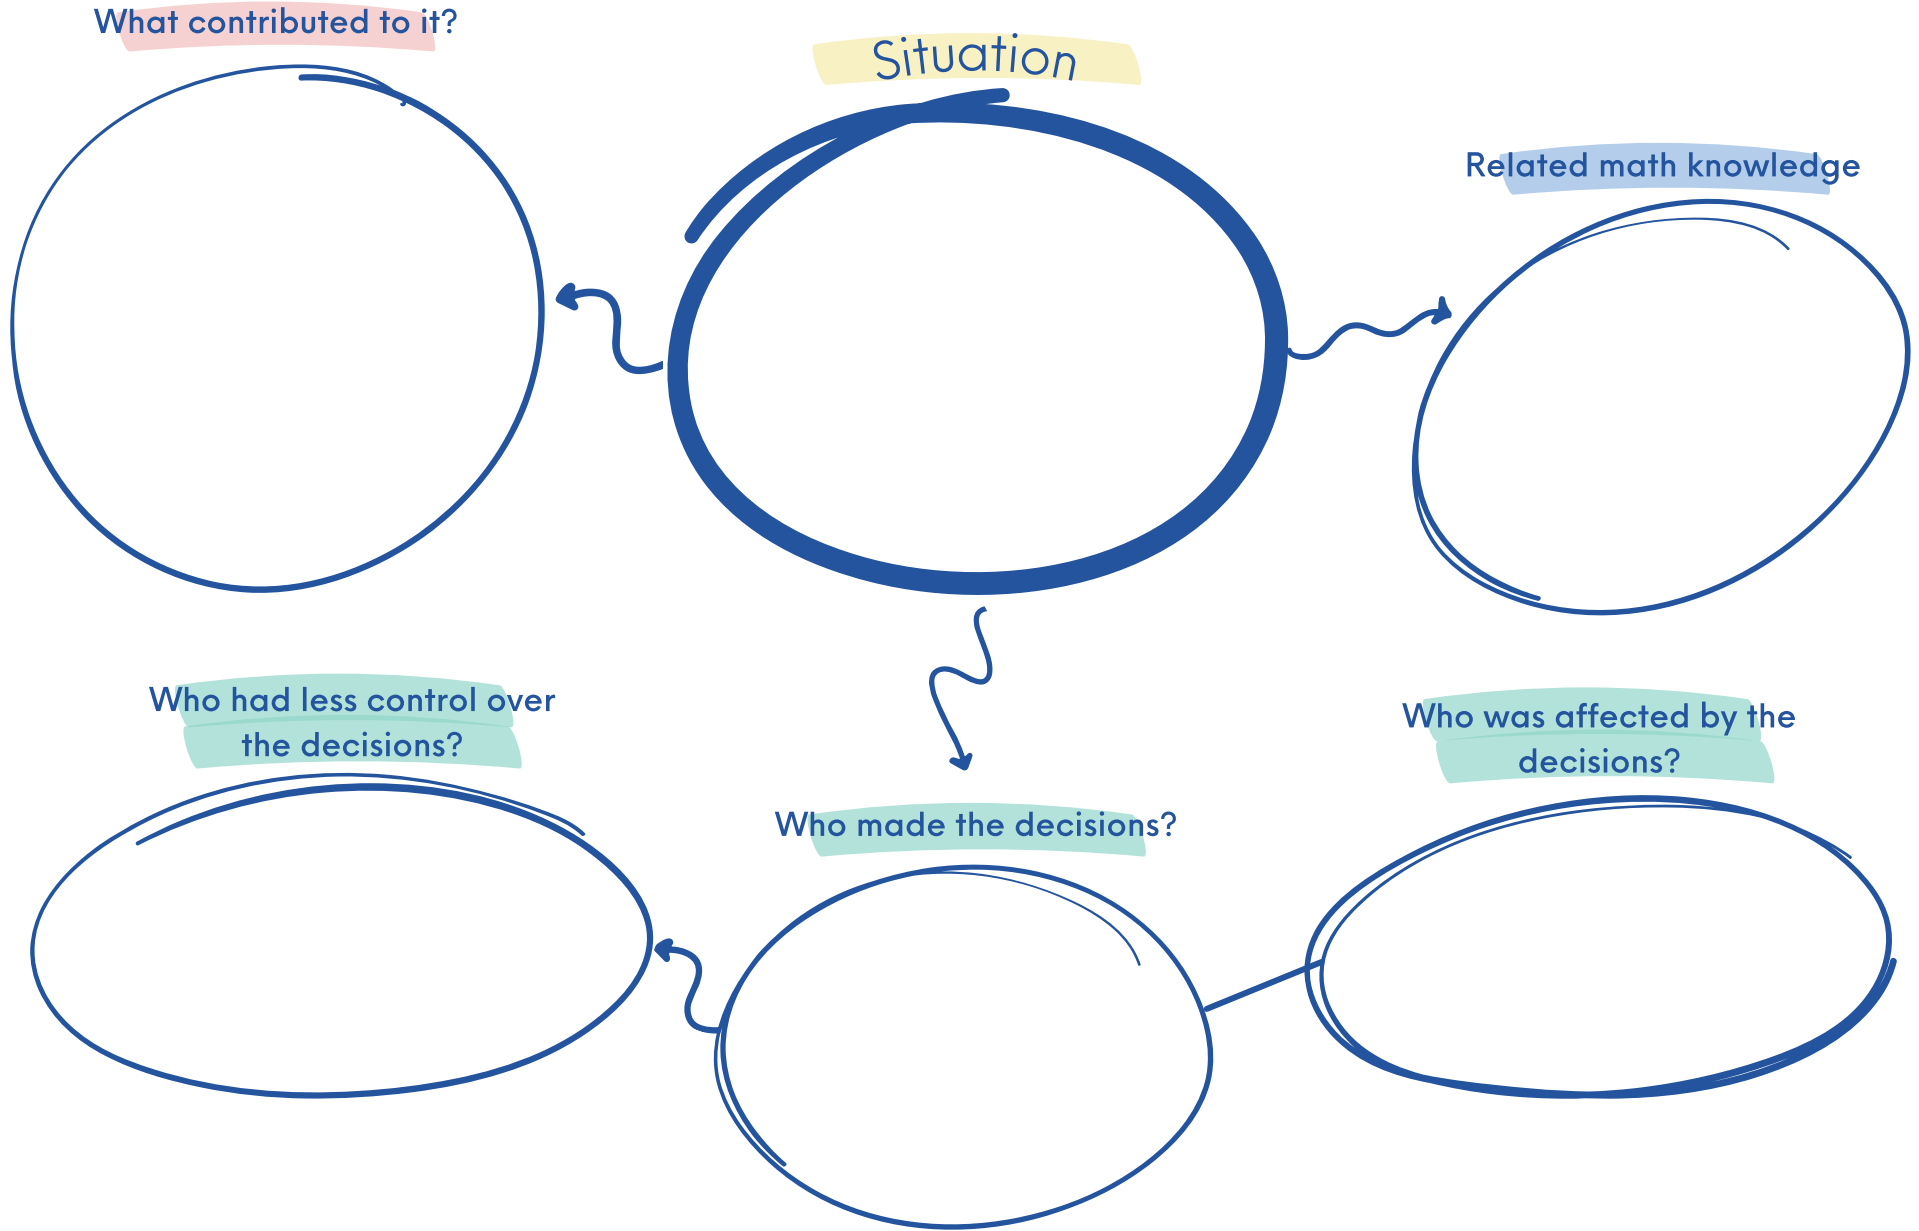 What contributed to it?
Situation
Related math knowledge
Who had less control over
the decisions?
Who was affected by the
decisions?
Who made the decisions?